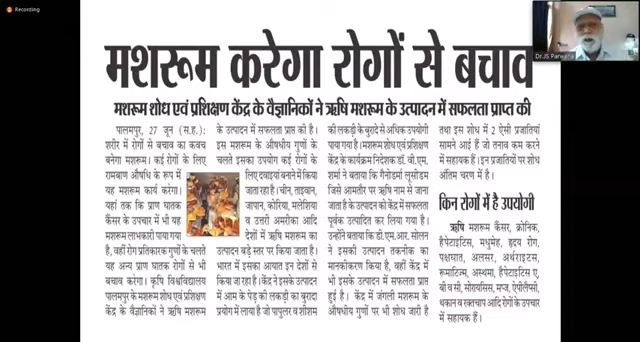 Recording
Dr.JS Parwana
मशरूम करेगा रोगों से बचाव
मशरूम शोध एवं प्रशिक्षण केंद्र के वैज्ञानिकों ने ऋषि मशरूम के उत्पादन में सफलता प्राप्त की
पालमपुर, 27 जून (स.ह.):
शरीर में रोगों से बचाव का कवच
बनेगा मशरूम। कई रोगों के लिए
रामबाण औषधि के रूप में
यह मशरूम कार्य करेगा।
यहां तक कि प्राण घातक
कैंसर के उपचार में भी यह
मशरूम लाभकारी पाया गया
है, वहीं रोग प्रतिकारक गुणों के चलते
यह अन्य प्राण घातक रोगों से भी
बचाव करेगा। कृषि विश्वविद्यालय
पालमपुर के मशरूम शोध एवं प्रशिक्षण
केंद्र के वैज्ञानिकों ने ऋषि मशरूम
के उत्पादन में सफलता प्राप्त की है।
इस मशरूम के औषधीय गुणों के
चलते इसका उपयोग कई रोगों के
लिए दवाइयां बनाने में किया
जाता रहा है। चीन, ताइवान,
जापान, कोरिया, मलेशिया
व उत्तरी अमरीका आदि
देशों में ऋषि मशरूम का
उत्पादन बड़े स्तर पर किया जाता है।
भारत में इसका आयात इन देशों से
किया जा रहा है। केंद्र ने इसके उत्पादन
में आम के पेड़ की लकड़ी का बुरादा
प्रयोग में लाया है जो पापुलर व शीशम
की लकड़ी के बुरादे से अधिक उपयोगी
पाया गया है। मशरूम शोध एवं प्रशिक्षण
केंद्र के कार्यक्रम निदेशक डॉ. बी.एम.
शर्मा ने बताया कि गैनोडर्मा लूसीडम
जिसे आमतौर पर ऋषि नाम से जाना
जाता है के उत्पादन को केंद्र में सफलता
पूर्वक उत्पादित कर लिया गया है।
उन्होंने बताया कि डी.एम.आर. सोलन
ने इसकी उत्पादन तकनीक का
मानकीकरण किया है, वहीं केंद्र में
भी इसके उत्पादन में सफलता प्राप्त
हुई है। केंद्र में जंगली मशरूम के
औषधीय गुणों पर भी शोध जारी है
तथा इस शोध में 2 ऐसी प्रजातियां
सामने आई हैं जो तनाव कम करने
में सहायक हैं। इन प्रजातियों पर शोध
अंतिम चरण में है।
किन रोगों में है उपयोगी
ऋषि मशरूम कैंसर, क्रोनिक,
हैपेटाइटिस, मधुमेह, हृदय रोग,
पक्षघात, अलसर, अर्थराइटस,
रूमाटिज्म, अस्थमा, हैपेटाइटिस ए,
बी व सी, सोरायसिस, मम्प्ज, ऐपीलैप्सी,
थकान व रक्तचाप आदि रोगों के उपचार
में सहायक हैं।